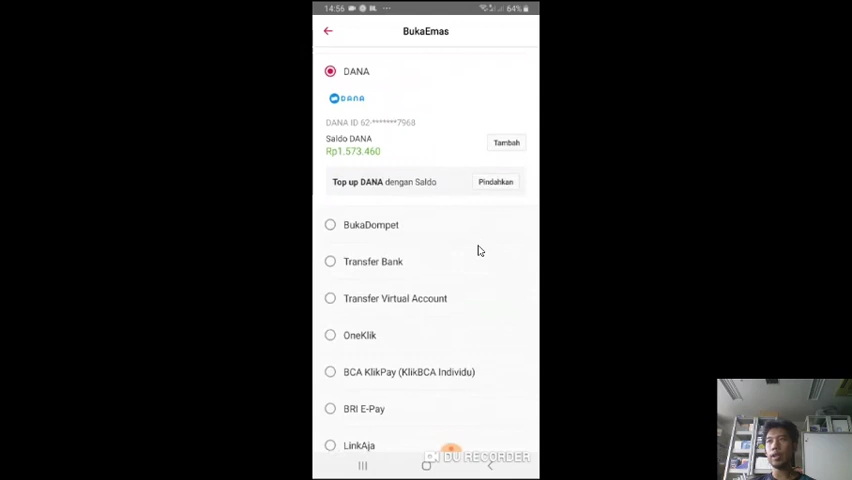 14:56
64%
BukaEmas
DANA
DANA
DANA ID 62-*******7968
Saldo DANA
Rp1.573.460
Tambah
Top up DANA dengan Saldo
Pindahkan
BukaDompet
Transfer Bank
Transfer Virtual Account
OneKlik
BCA KlikPay (KlikBCA Individu)
BRI E-Pay
LinkAja
DU RECORDER